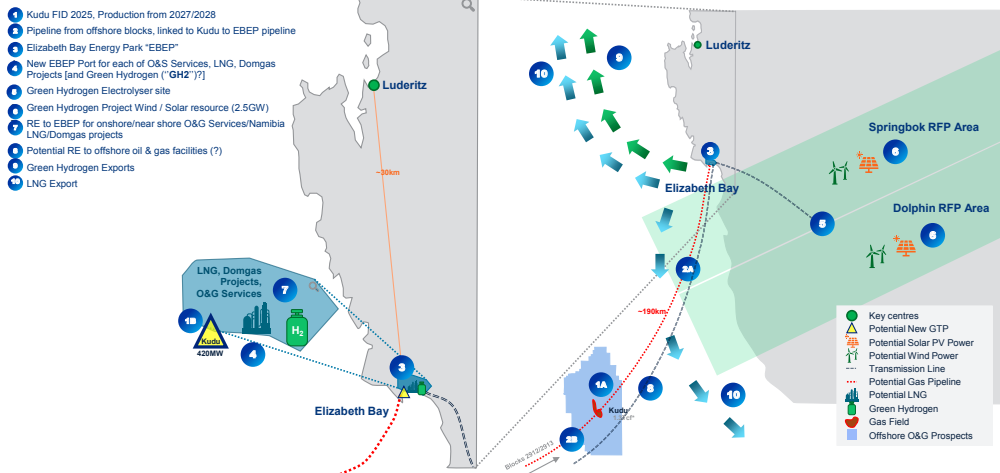 1 Kudu FID 2025, Production from 2027/2028
2 Pipeline from offshore blocks, linked to Kudu to EBEP pipeline
3 Elizabeth Bay Energy Park “EBEP”
4 New EBEP Port for each of O&S Services, LNG, Domgas
Projects [and Green Hydrogen (‘‘GH2’’)?]
5 Green Hydrogen Electrolyser site
6 Green Hydrogen Project Wind / Solar resource (2.5GW)
7 RE to EBEP for onshore/near shore O&G Services/Namibia
LNG/Domgas projects
8 Potential RE to offshore oil & gas facilities (?)
9 Green Hydrogen Exports
10 LNG Export
Luderitz
~30km
LNG, Domgas
Projects,
O&G Services
7
1B
Kudu
420MW
H2
4
3
Elizabeth Bay
Luderitz
9
10
3
Elizabeth Bay
Springbok RFP Area
6
5
Dolphin RFP Area
6
2A
~190km
1A
Kudu
8
10
2B
Blocks 2912/2913
Key centres
Potential New GTP
Potential Solar PV Power
Potential Wind Power
Transmission Line
Potential Gas Pipeline
Potential LNG
Green Hydrogen
Gas Field
Offshore O&G Prospects